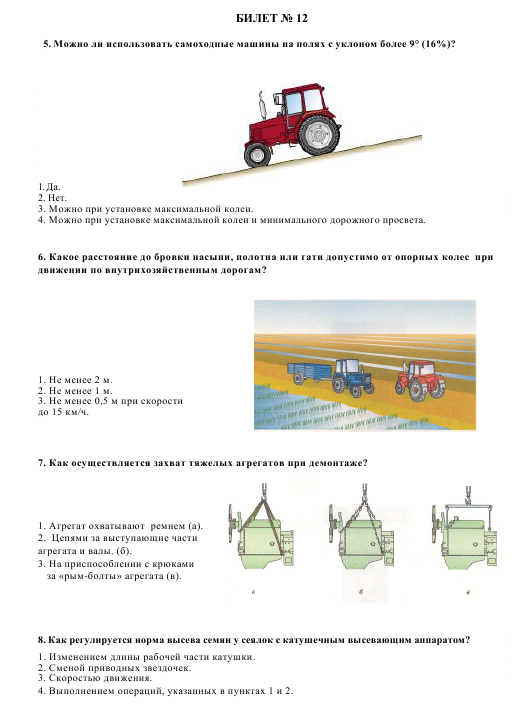 БИЛЕТ № 12
5. Можно ли использовать самоходные машины на полях с уклоном более 9° (16%)?
1. Да.
2. Нет.
3. Можно при установке максимальной колеи.
4. Можно при установке максимальной колеи и минимального дорожного просвета.
6. Какое расстояние до бровки насыпи, полотна или гати допустимо от опорных колес при
движении по внутрихозяйственным дорогам?
1. Не менее 2 м.
2. Не менее 1 м.
3. Не менее 0,5 м при скорости
до 15 км/ч.
7. Как осуществляется захват тяжелых агрегатов при демонтаже?
1. Агрегат охватывают ремнем (а).
2. Цепями за выступающие части
агрегата и валы. (б).
3. На приспособлении с крюками
за «рым-болты» агрегата (в).
а б в
8. Как регулируется норма высева семян у сеялок с катушечным высевающим аппаратом?
1. Изменением длины рабочей части катушки.
2. Сменой приводных звездочек.
3. Скоростью движения.
4. Выполнением операций, указанных в пунктах 1 и 2.